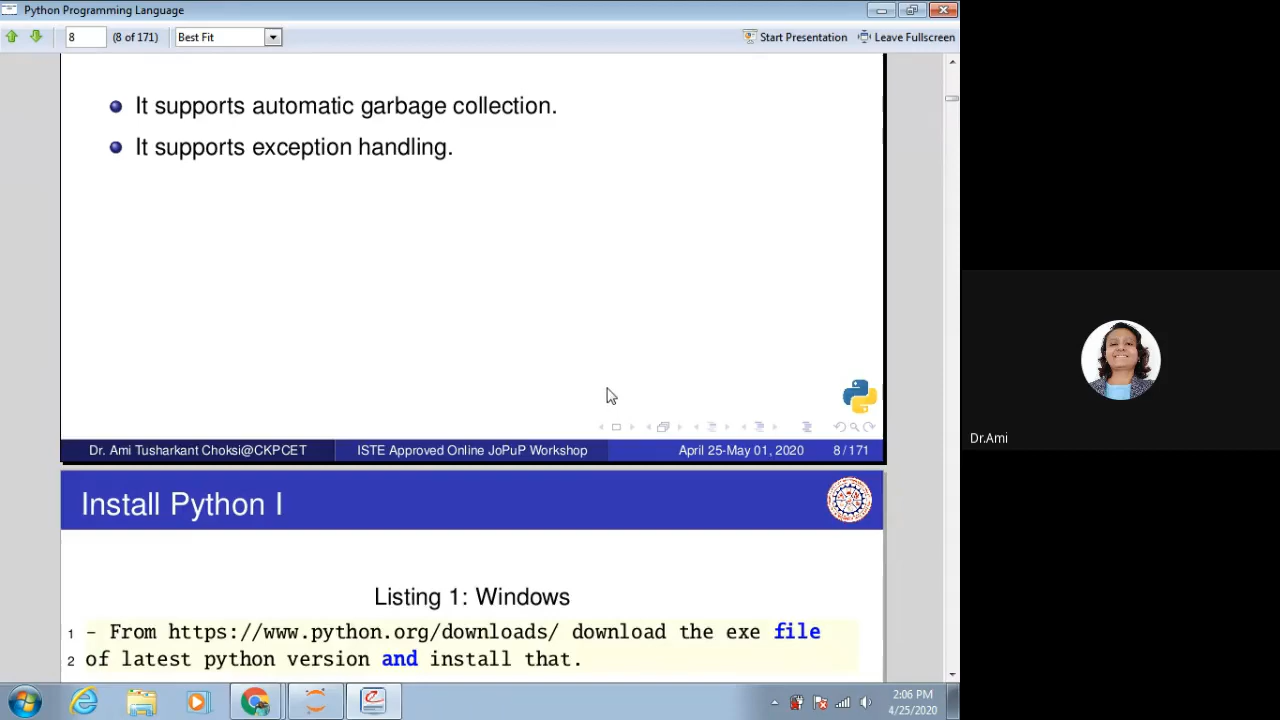 Python Programming Language
8 (8 of 171) Best Fit Start Presentation Leave Fullscreen
It supports automatic garbage collection.
It supports exception handling.
Dr. Ami Tusharkant Choksi@CKPCET ISTE Approved Online JoPuP Workshop April 25-May 01, 2020 8 / 171
Install Python I
Listing 1: Windows
1 - From https://www.python.org/downloads/ download the exe file
2 of latest python version and install that.
Dr.Ami
2:06 PM
4/25/2020